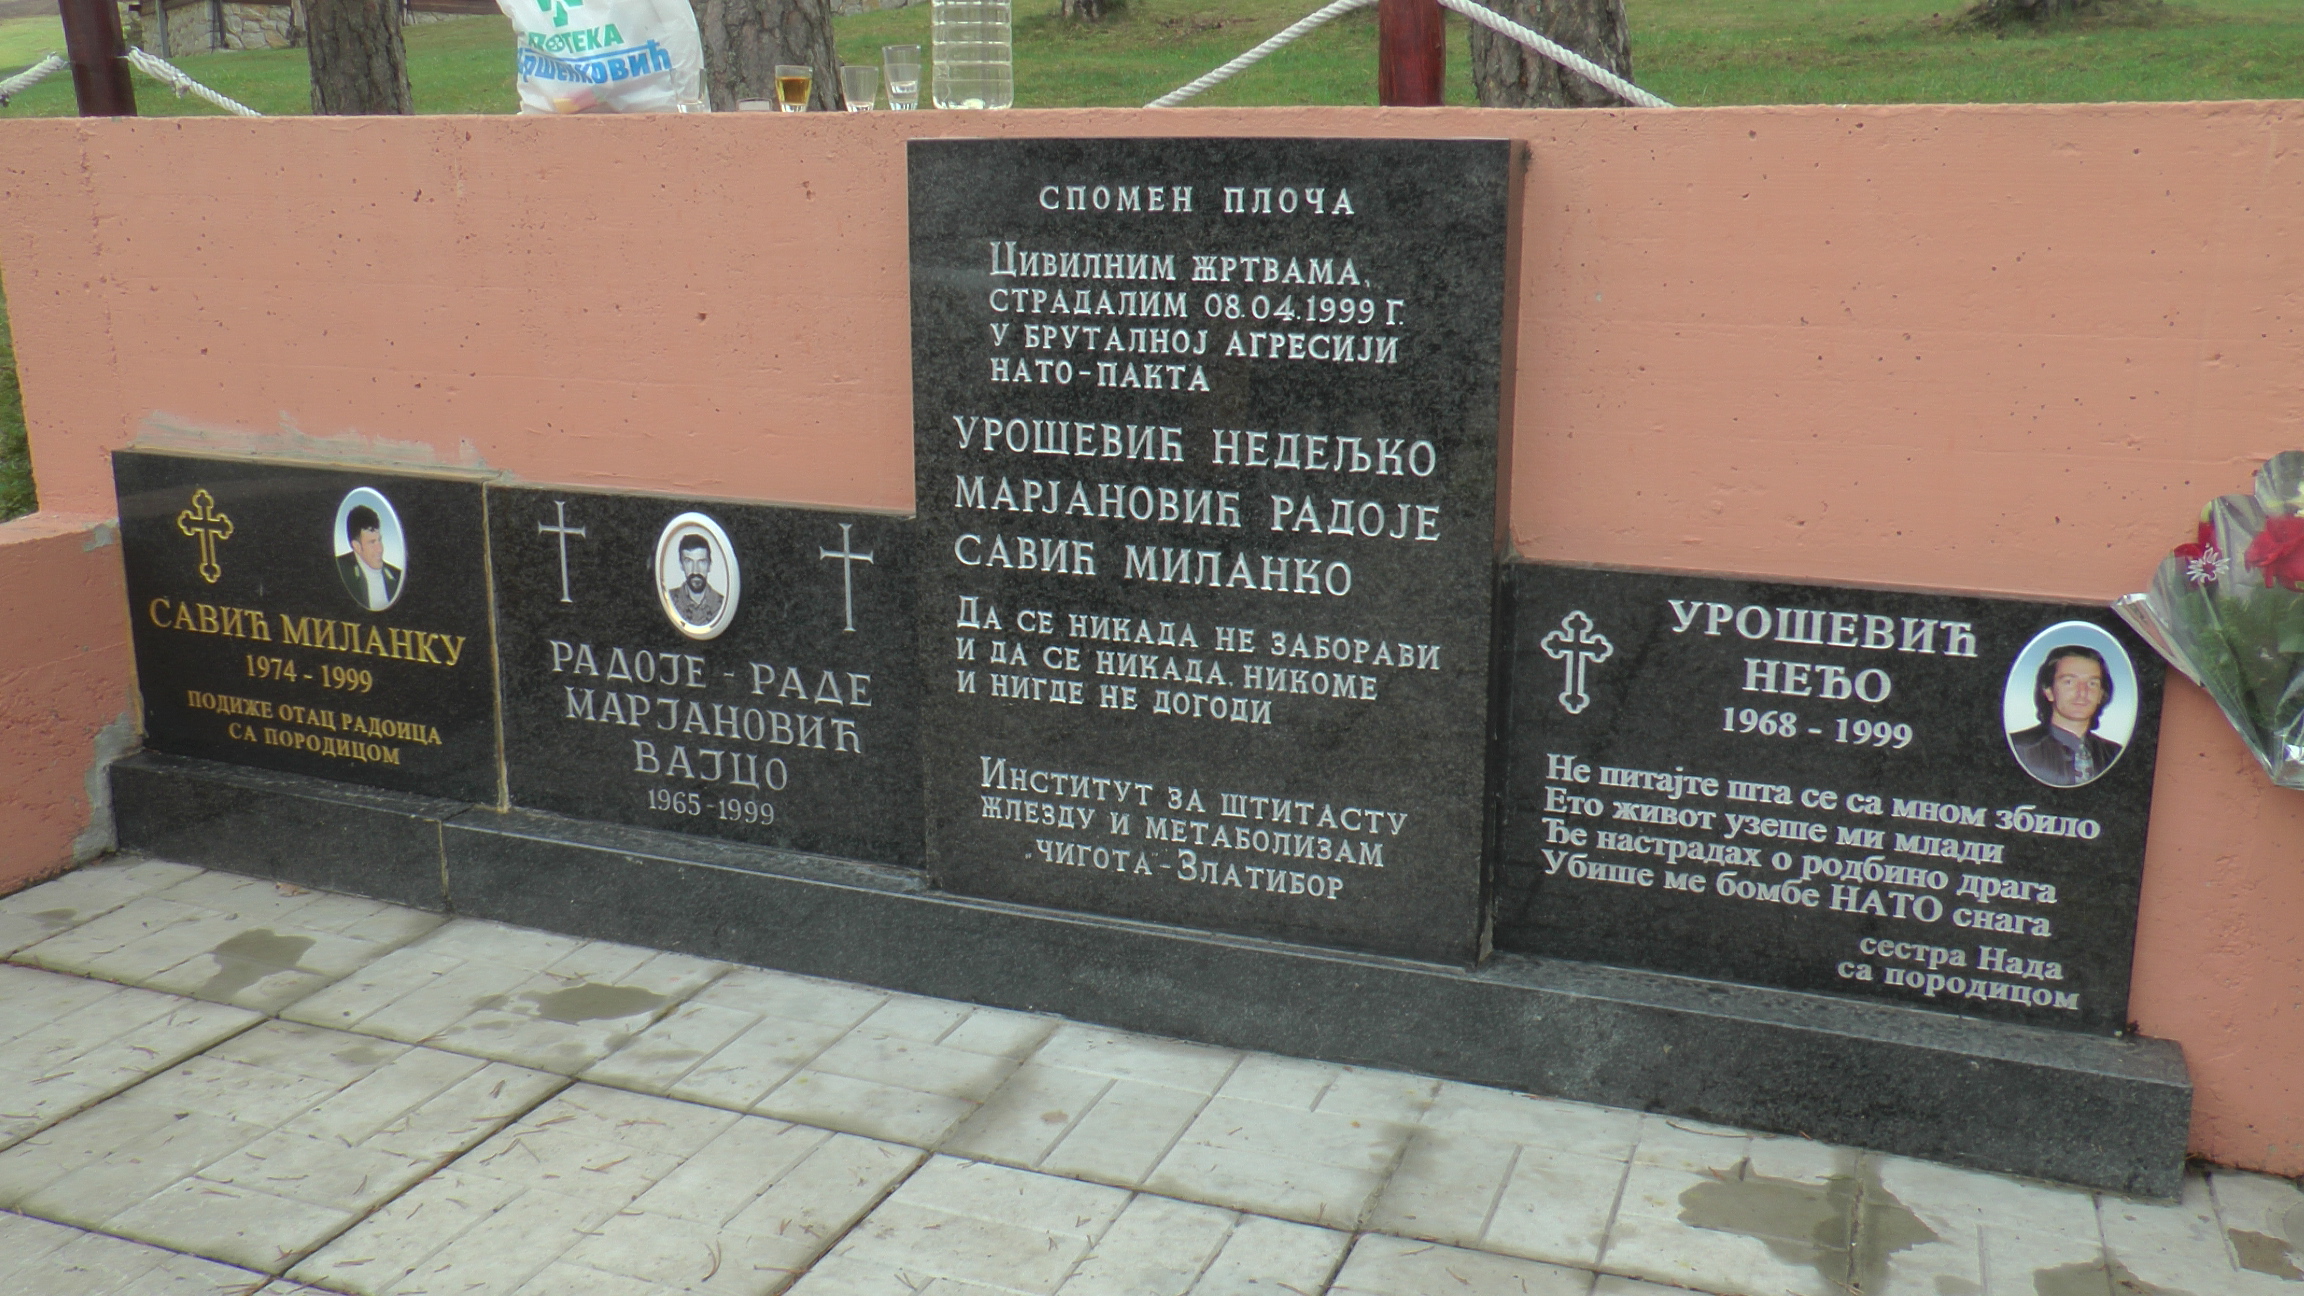 АПОТЕКА
СПОМЕН ПЛОЧА
ЦИВИЛНИМ ЖРТВАМА,
СТРАДАЛИМ 08.04.1999 Г.
У БРУТАЛНОЈ АГРЕСИЈИ
НАТО-ПАКТА
УРОШЕВИЋ НЕДЕЉКО
МАРЈАНОВИЋ РАДОЈЕ
САВИЋ МИЛАНКО
ДА СЕ НИКАДА НЕ ЗАБОРАВИ
И ДА СЕ НИКАДА, НИКОМЕ
И НИГДЕ НЕ ДОГОДИ
ИНСТИТУТ ЗА ШТИТАСТУ
ЖЛЕЗДУ И МЕТАБОЛИЗАМ
„ЧИГОТА"-ЗЛАТИБОР
САВИЋ МИЛАНКУ
1974 - 1999
ПОДИЖЕ ОТАЦ РАДОИЦА
СА ПОРОДИЦОМ
РАДОЈЕ - РАДЕ
МАРЈАНОВИЋ
ВАЈЦО
1965-1999
УРОШЕВИЋ
НЕЂО
1968 - 1999
Не питајте шта се са мном збило
Ето живот узеше ми млади
Ће настрадах о родбино драга
Убише ме бомбе НАТО снага
сестра Нада
са породицом